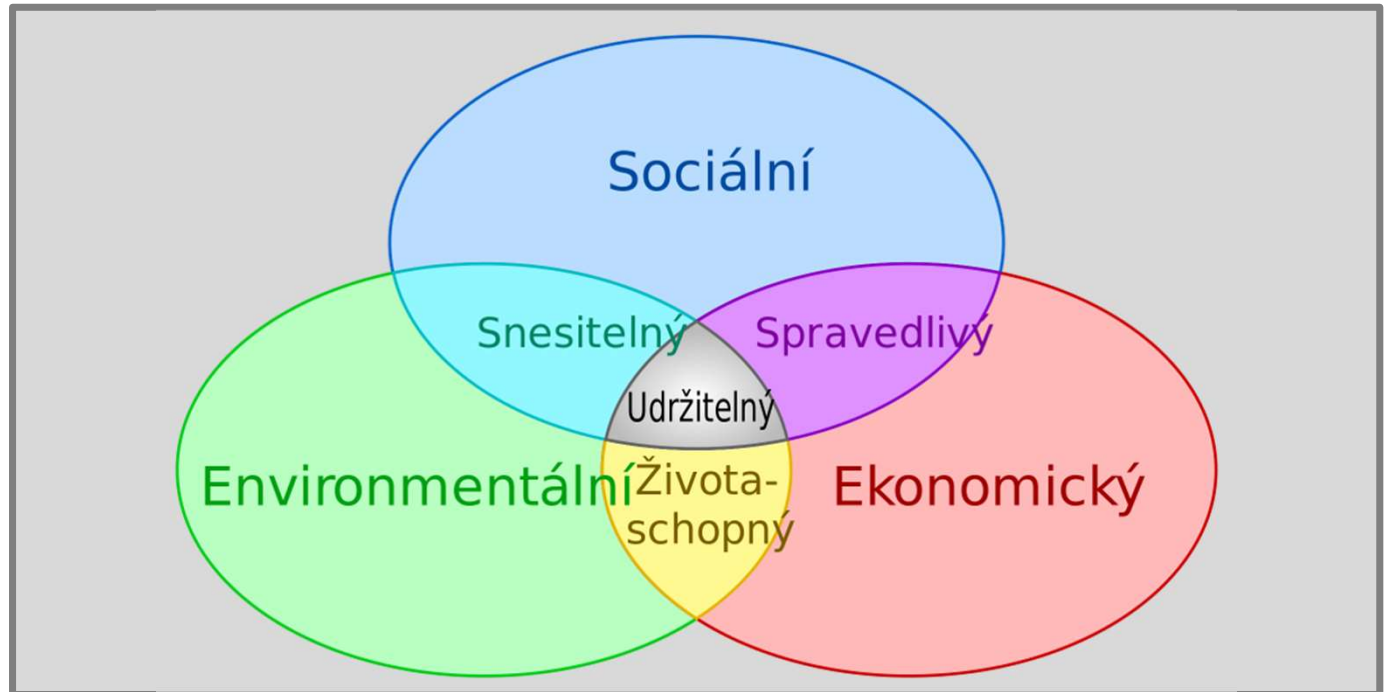 Sociální
Snesitelný
Spravedlivý
Udržitelný
Environmentální
Života-
schopný
Ekonomický